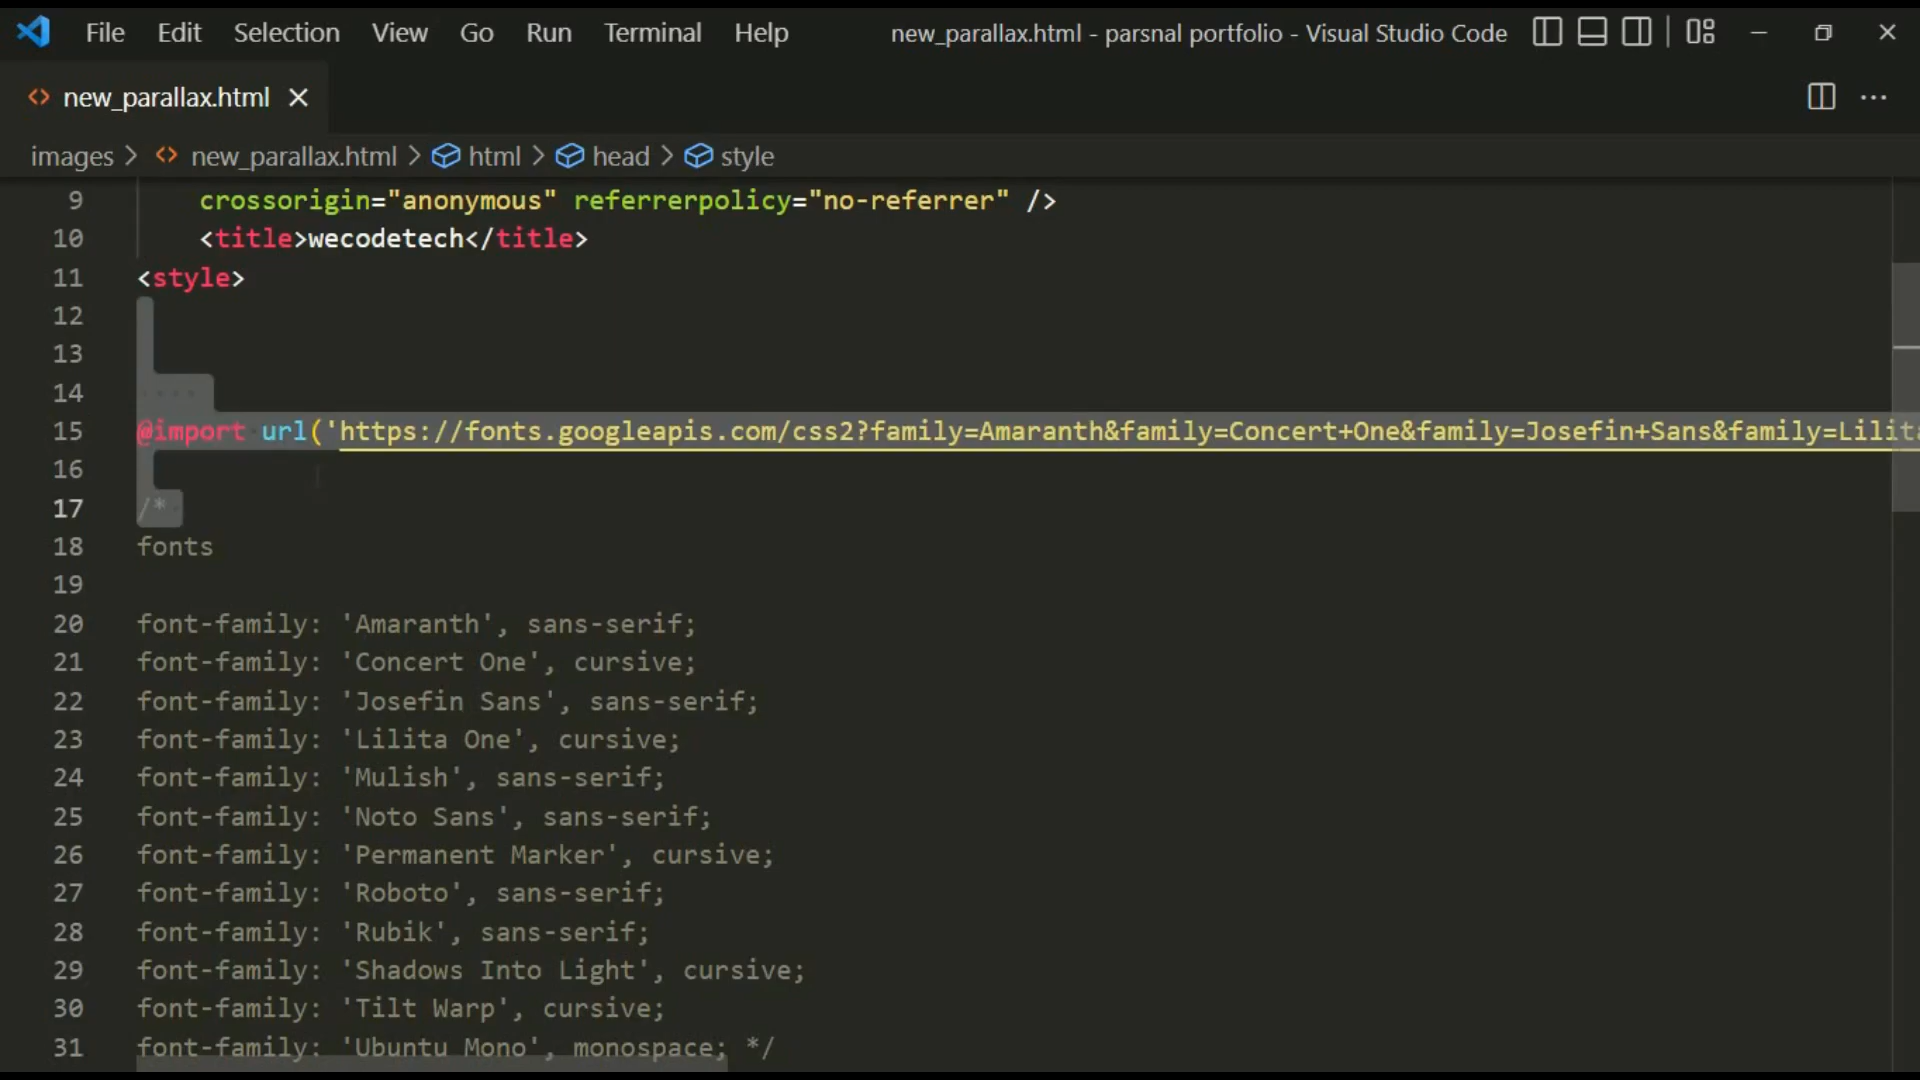 File Edit Selection View Go Run Terminal Help new_parallax.html - parsnal portfolio - Visual Studio Code
new_parallax.html
images > new_parallax.html > html > head > style
9 crossorigin="anonymous" referrerpolicy="no-referrer" />
10 <title>wecodetech</title>
11 <style>
12
13
14
15 @import url('https://fonts.googleapis.com/css2?family=Amaranth&family=Concert+One&family=Josefin+Sans&family=Lilita
16
17 /*
18 fonts
19
20 font-family: 'Amaranth', sans-serif;
21 font-family: 'Concert One', cursive;
22 font-family: 'Josefin Sans', sans-serif;
23 font-family: 'Lilita One', cursive;
24 font-family: 'Mulish', sans-serif;
25 font-family: 'Noto Sans', sans-serif;
26 font-family: 'Permanent Marker', cursive;
27 font-family: 'Roboto', sans-serif;
28 font-family: 'Rubik', sans-serif;
29 font-family: 'Shadows Into Light', cursive;
30 font-family: 'Tilt Warp', cursive;
31 font-family: 'Ubuntu Mono', monospace; */